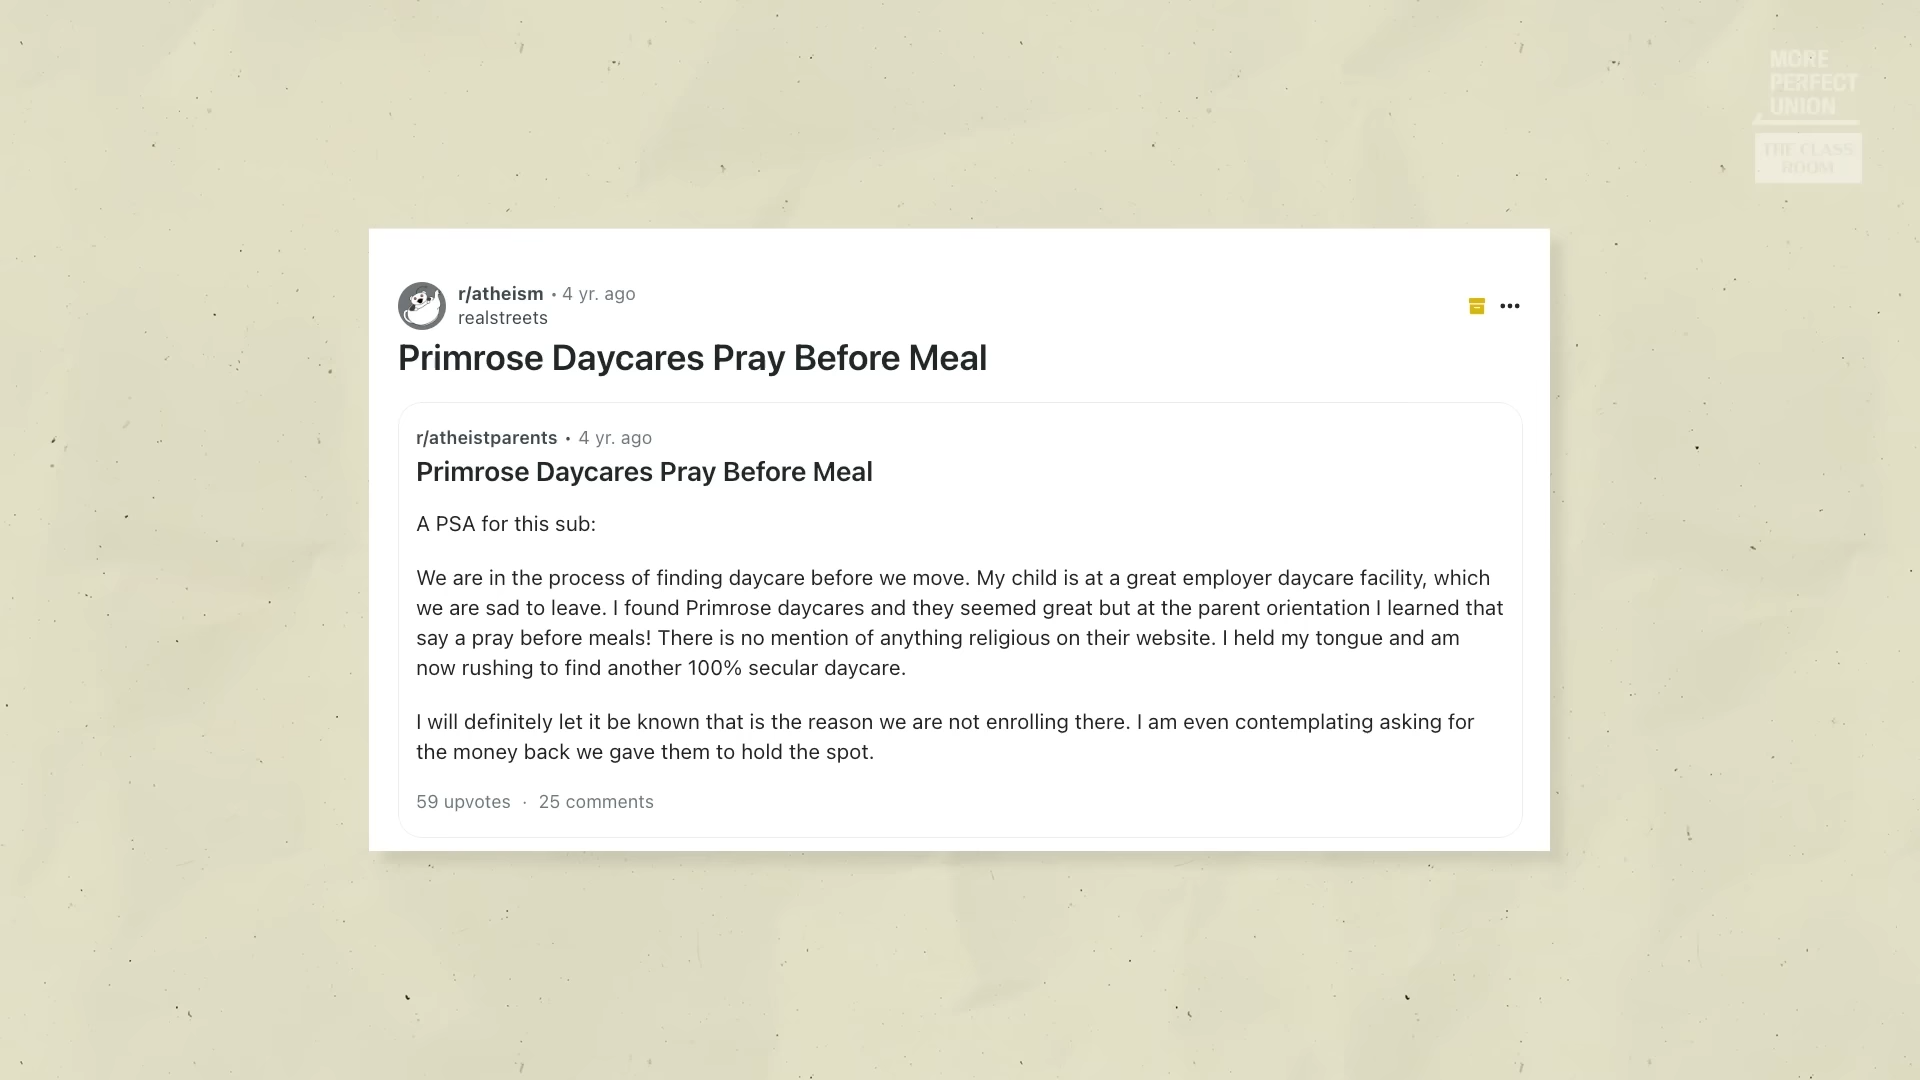 MORE
PERFECT
UNION
THE CLASS
ROOM
r/atheism • 4 yr. ago
realstreets
Primrose Daycares Pray Before Meal
r/atheistparents • 4 yr. ago
Primrose Daycares Pray Before Meal
A PSA for this sub:
We are in the process of finding daycare before we move. My child is at a great employer daycare facility, which
we are sad to leave. I found Primrose daycares and they seemed great but at the parent orientation I learned that
say a pray before meals! There is no mention of anything religious on their website. I held my tongue and am
now rushing to find another 100% secular daycare.
I will definitely let it be known that is the reason we are not enrolling there. I am even contemplating asking for
the money back we gave them to hold the spot.
59 upvotes · 25 comments